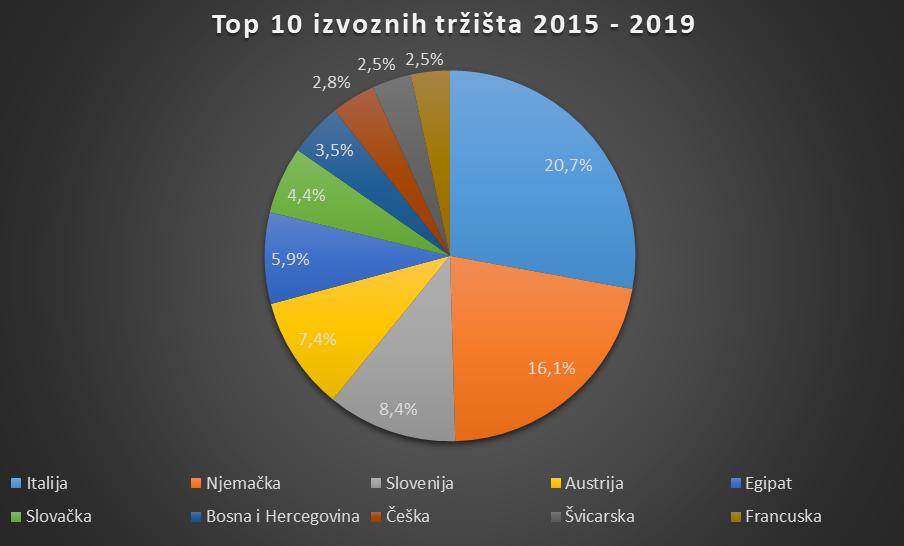 Top 10 izvoznih tržišta 2015 - 2019
2,5%
2,5%
2,8%
3,5%
20,7%
4,4%
5,9%
7,4%
16,1%
8,4%
Italija
Njemačka
Slovenija
Austrija
Egipat
Slovačka
Bosna i Hercegovina
Češka
Švicarska
Francuska